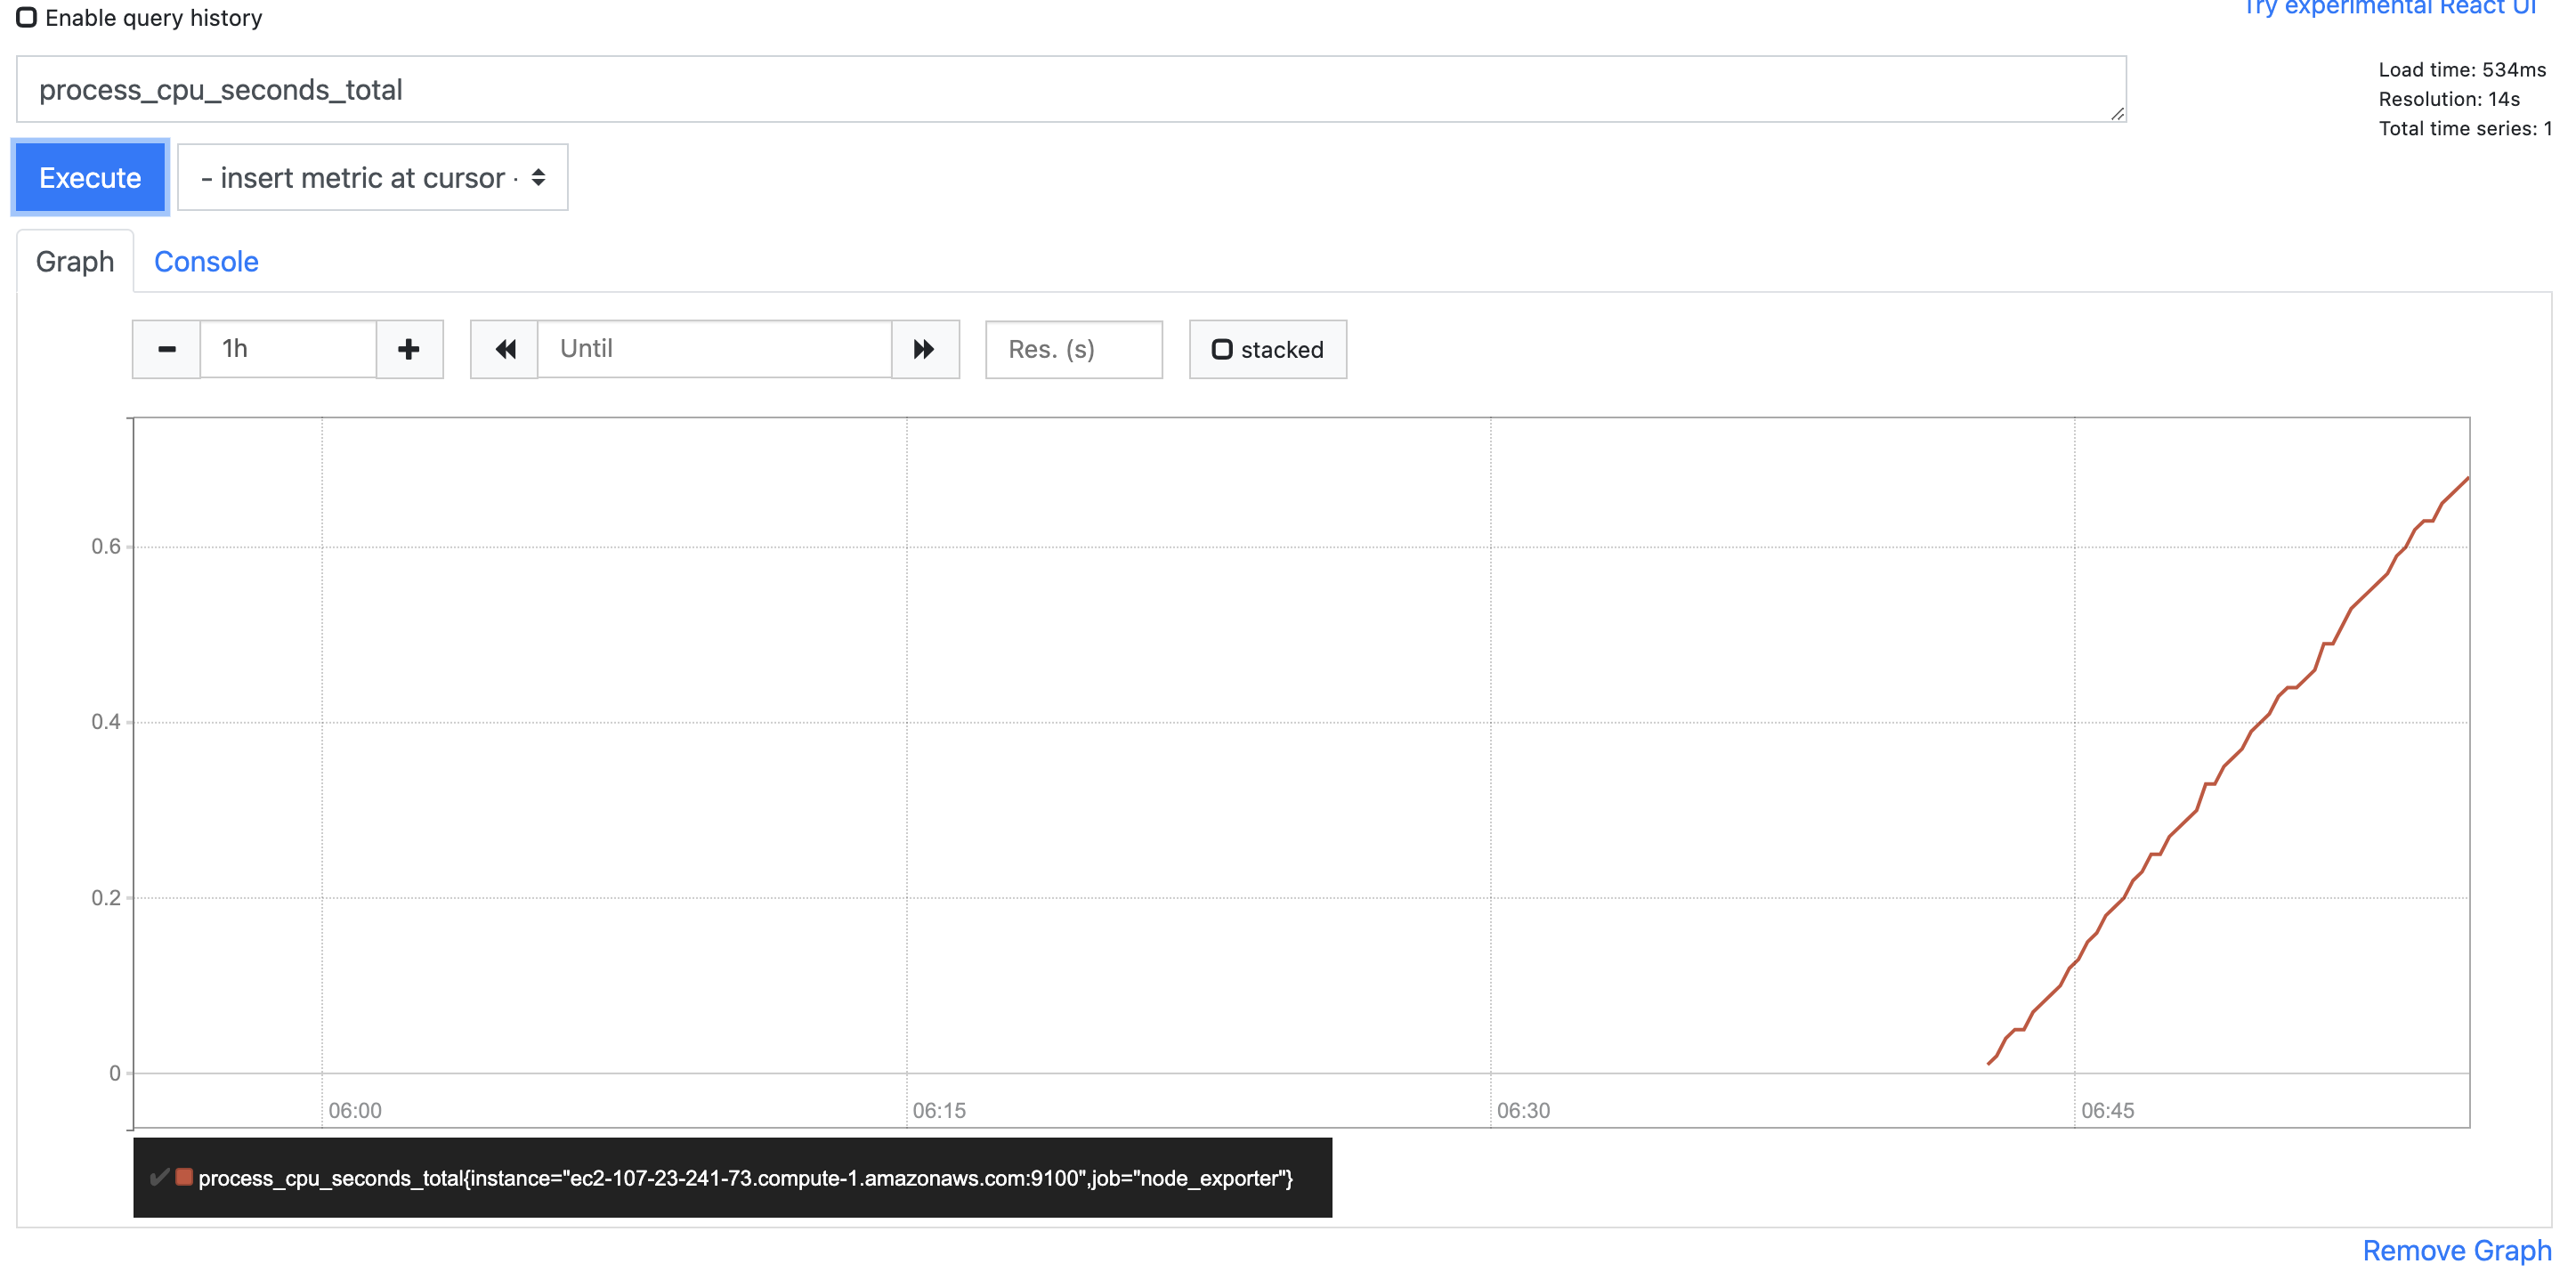 Enable query history
Try experimental React UI
process_cpu_seconds_total
Load time: 534ms
Resolution: 14s
Total time series: 1
Execute
- insert metric at cursor -
Graph
Console
1h
Until
Res. (s)
stacked
0.6
0.4
0.2
0
06:00
06:15
06:30
06:45
process_cpu_seconds_total{instance="ec2-107-23-241-73.compute-1.amazonaws.com:9100",job="node_exporter"}
Remove Graph